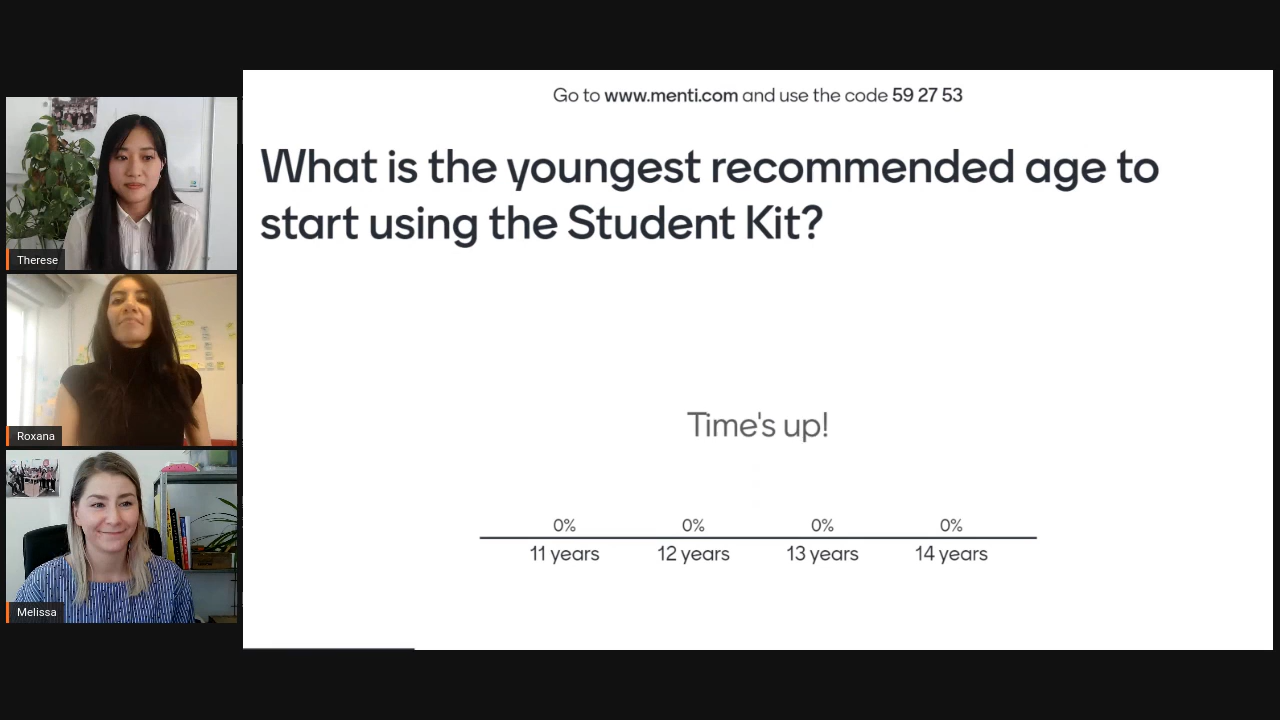 Go to www.menti.com and use the code 59 27 53
What is the youngest recommended age to
start using the Student Kit?
Time's up!
0% 0% 0% 0%
11 years 12 years 13 years 14 years
Therese
Roxana
Melissa